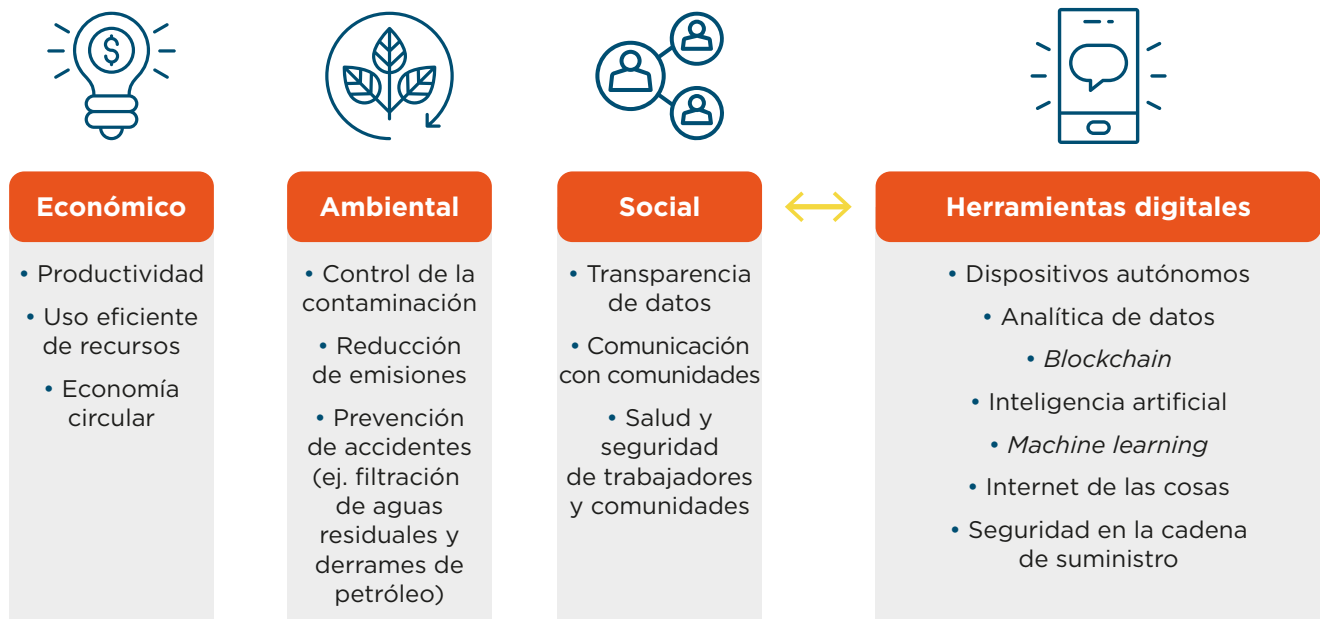 $
Económico
• Productividad
• Uso eficiente
de recursos
• Economía
circular
Ambiental
• Control de la
contaminación
• Reducción
de emisiones
• Prevención
de accidentes
(ej. filtración
de aguas
residuales y
derrames de
petróleo)
Social
• Transparencia
de datos
• Comunicación
con comunidades
• Salud y
seguridad
de trabajadores
y comunidades
Herramientas digitales
• Dispositivos autónomos
• Analítica de datos
• Blockchain
• Inteligencia artificial
• Machine learning
• Internet de las cosas
• Seguridad en la cadena
de suministro